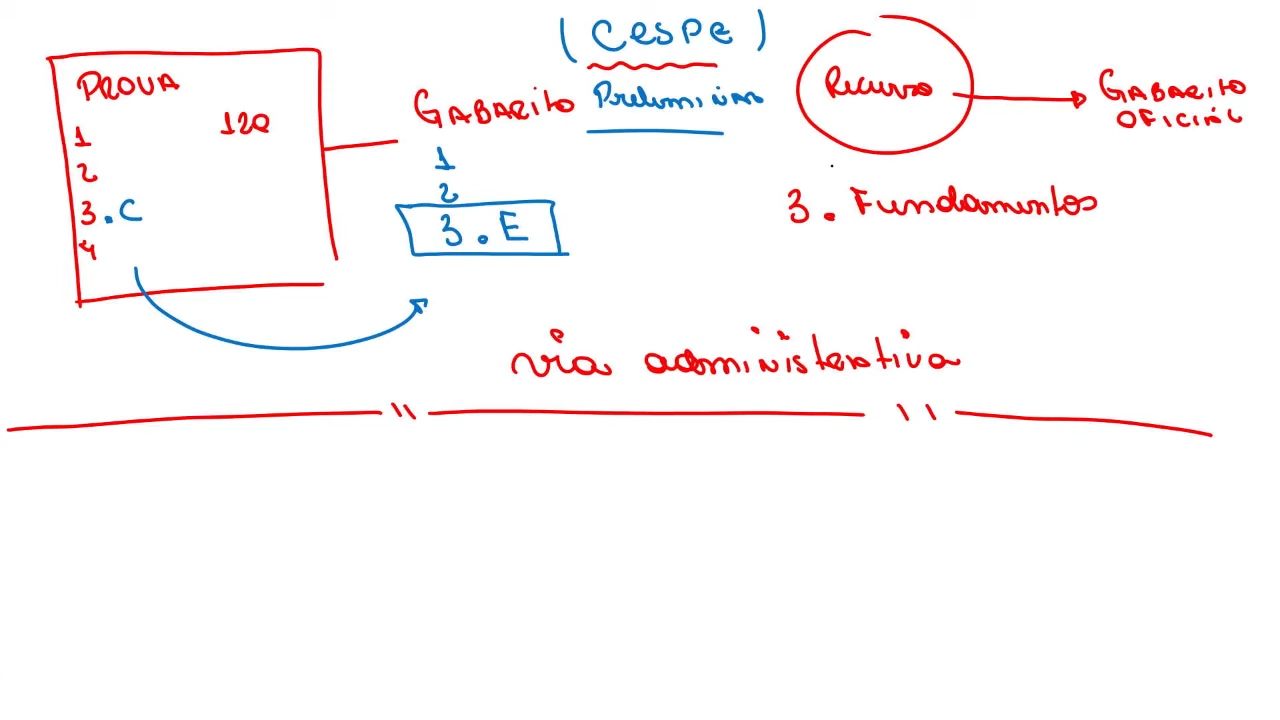 (CESPE)
PROVA
120
1
2
3.C
4
GABARITO Preliminar
1
2
3.E
Recurso
GABARITO
OFICIAL
3. Fundamentos
via administrativa